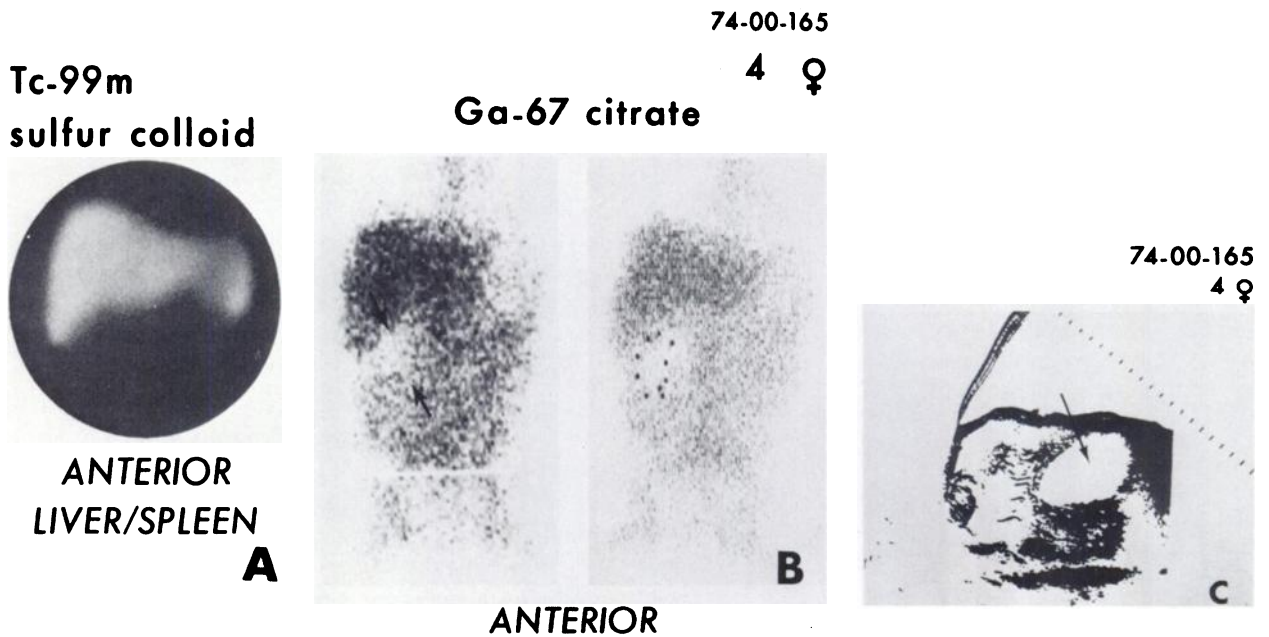 74-00-165
4 ♀
Tc-99m
sulfur colloid
Ga-67 citrate
ANTERIOR
LIVER/SPLEEN
A
B
ANTERIOR
74-00-165
4 ♀
C